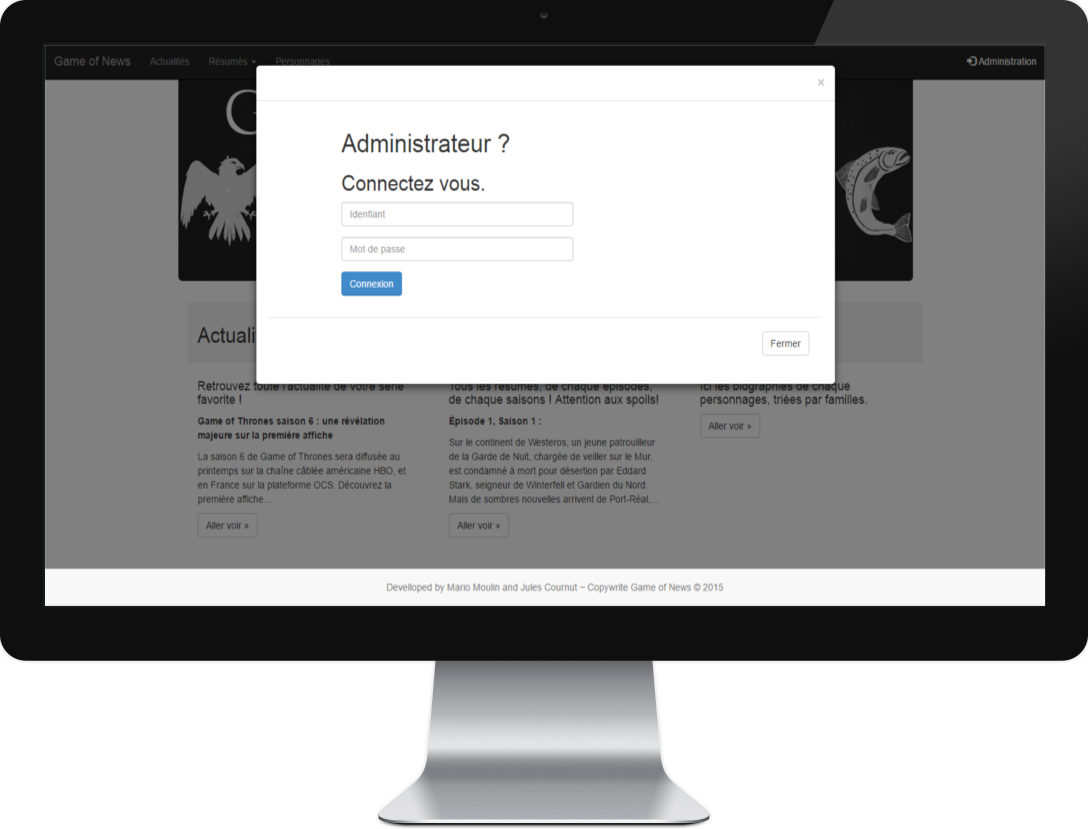 Game of News Actualités Résumés Personnages Administration
×
G
Administrateur ?
Connectez vous.
Idenfiant
Mot de passe
Connexion
Fermer
Actuali
Retrouvez toute l'actualité de votre série
favorite !
Game of Thrones saison 6 : une révélation
majeure sur la première affiche
La saison 6 de Game of Thrones sera diffusée au
printemps sur la chaîne câblée américaine HBO, et
en France sur la plateforme OCS. Découvrez la
première affiche...
Aller voir »
Tous les résumés, de chaque épisodes,
de chaque saisons ! Attention aux spoils!
Épisode 1, Saison 1 :
Sur le continent de Westeros, un jeune patrouilleur
de la Garde de Nuit, chargée de veiller sur le Mur,
est condamné à mort pour désertion par Eddard
Stark, seigneur de Winterfell et Gardien du Nord.
Mais de sombres nouvelles arrivent de Port-Réal,...
Aller voir »
Ici les biographies de chaque
personnages, triées par familles.
Aller voir »
Develloped by Mario Moulin and Jules Cournut ~ Copywrite Game of News © 2015